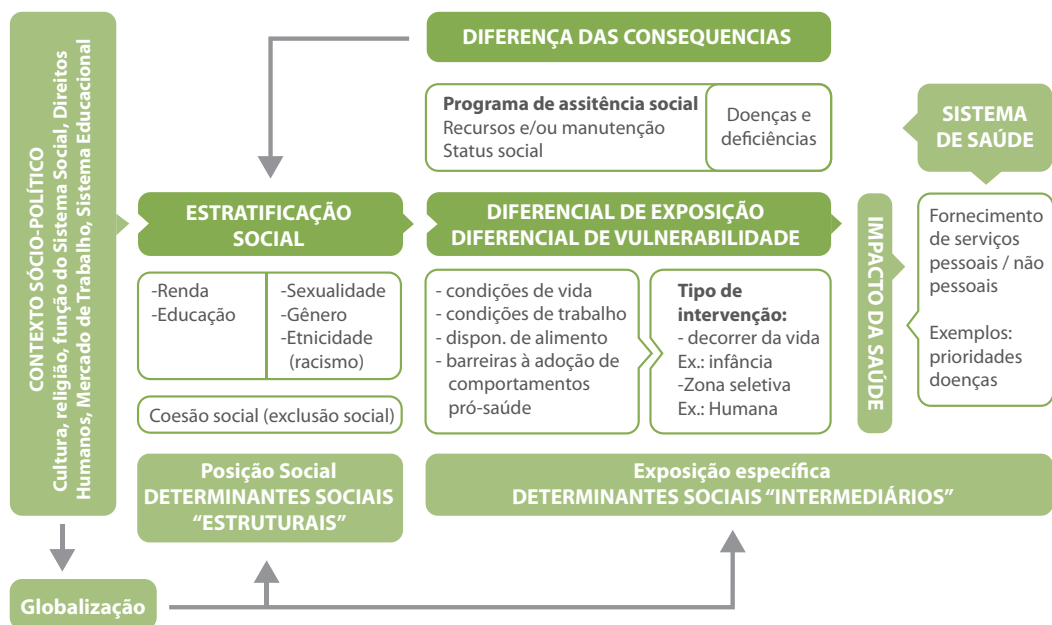 CONTEXTO SÓCIO-POLÍTICO
Cultura, religião, função do Sistema Social, Direitos
Humanos, Mercado de Trabalho, Sistema Educacional
DIFERENÇA DAS CONSEQUENCIAS
Programa de assitência social
Recursos e/ou manutenção
Status social
Doenças e
deficiências
SISTEMA
DE SAÚDE
ESTRATIFICAÇÃO
SOCIAL
DIFERENCIAL DE EXPOSIÇÃO
DIFERENCIAL DE VULNERABILIDADE
IMPACTO DA SAÚDE
Fornecimento
de serviços
pessoais / não
pessoais
Exemplos:
prioridades
doenças
-Renda
-Educação
-Sexualidade
-Gênero
-Etnicidade
(racismo)
Coesão social (exclusão social)
- condições de vida
- condições de trabalho
- dispon. de alimento
- barreiras à adoção de
comportamentos
pró-saúde
Tipo de
intervenção:
- decorrer da vida
Ex.: infância
-Zona seletiva
Ex.: Humana
Posição Social
DETERMINANTES SOCIAIS
“ESTRUTURAIS”
Exposição específica
DETERMINANTES SOCIAIS “INTERMEDIÁRIOS”
Globalização